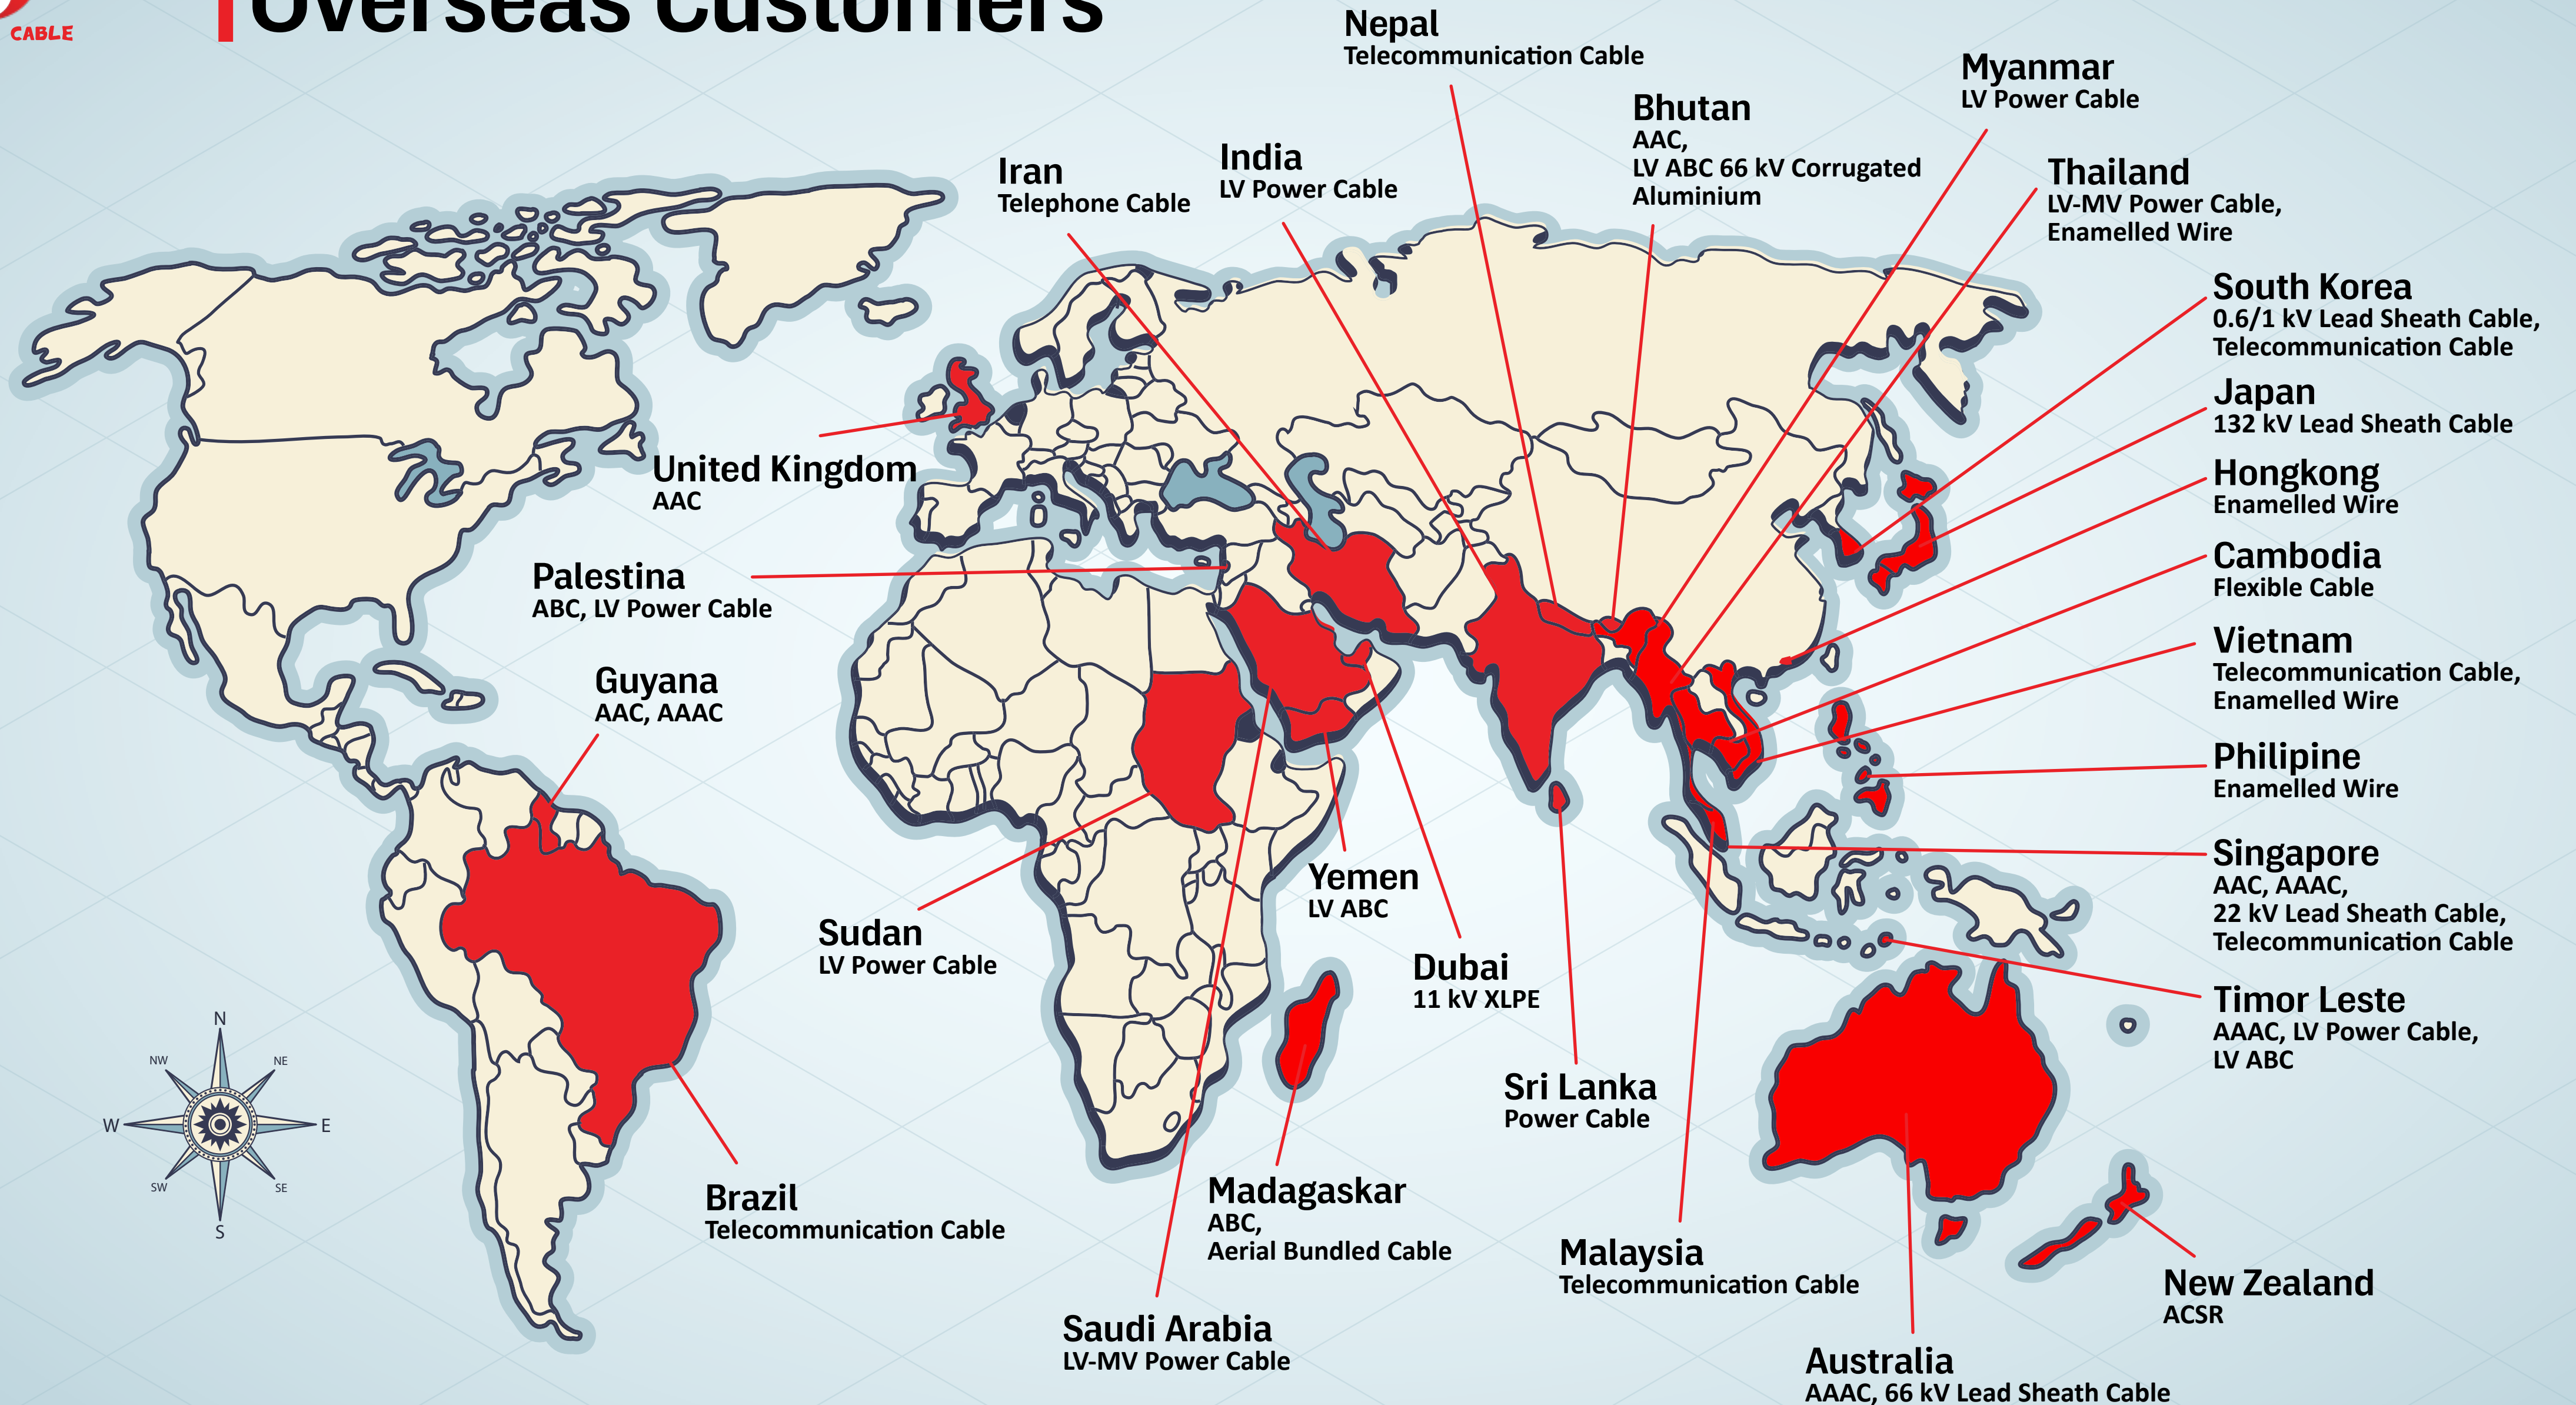 CABLE
Overseas Customers
Nepal
Telecommunication Cable
Myanmar
LV Power Cable
Bhutan
AAC,
LV ABC 66 kV Corrugated
Aluminium
Iran
Telephone Cable
India
LV Power Cable
Thailand
LV-MV Power Cable,
Enamelled Wire
South Korea
0.6/1 kV Lead Sheath Cable,
Telecommunication Cable
Japan
132 kV Lead Sheath Cable
Hongkong
Enamelled Wire
Cambodia
Flexible Cable
Vietnam
Telecommunication Cable,
Enamelled Wire
Philipine
Enamelled Wire
Singapore
AAC, AAAC,
22 kV Lead Sheath Cable,
Telecommunication Cable
Timor Leste
AAAC, LV Power Cable,
LV ABC
United Kingdom
AAC
Palestina
ABC, LV Power Cable
Guyana
AAC, AAAC
Sudan
LV Power Cable
Yemen
LV ABC
Dubai
11 kV XLPE
Sri Lanka
Power Cable
Brazil
Telecommunication Cable
Madagaskar
ABC,
Aerial Bundled Cable
Malaysia
Telecommunication Cable
New Zealand
ACSR
Saudi Arabia
LV-MV Power Cable
Australia
AAAC, 66 kV Lead Sheath Cable
N
NW
NE
W
E
SW
SE
S